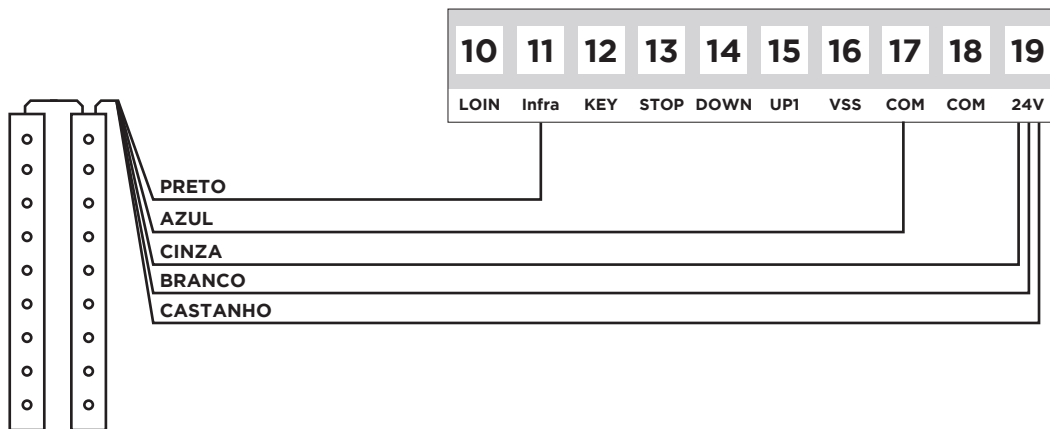 10 11 12 13 14 15 16 17 18 19
LOIN Infra KEY STOP DOWN UP1 VSS COM COM 24V
PRETO
AZUL
CINZA
BRANCO
CASTANHO